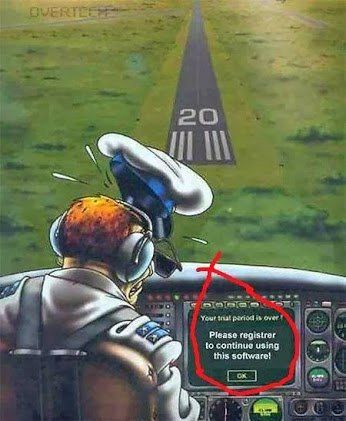 OVERTECH
20
Your trial period is over!
Please registrer
to continue using
this software!
OK